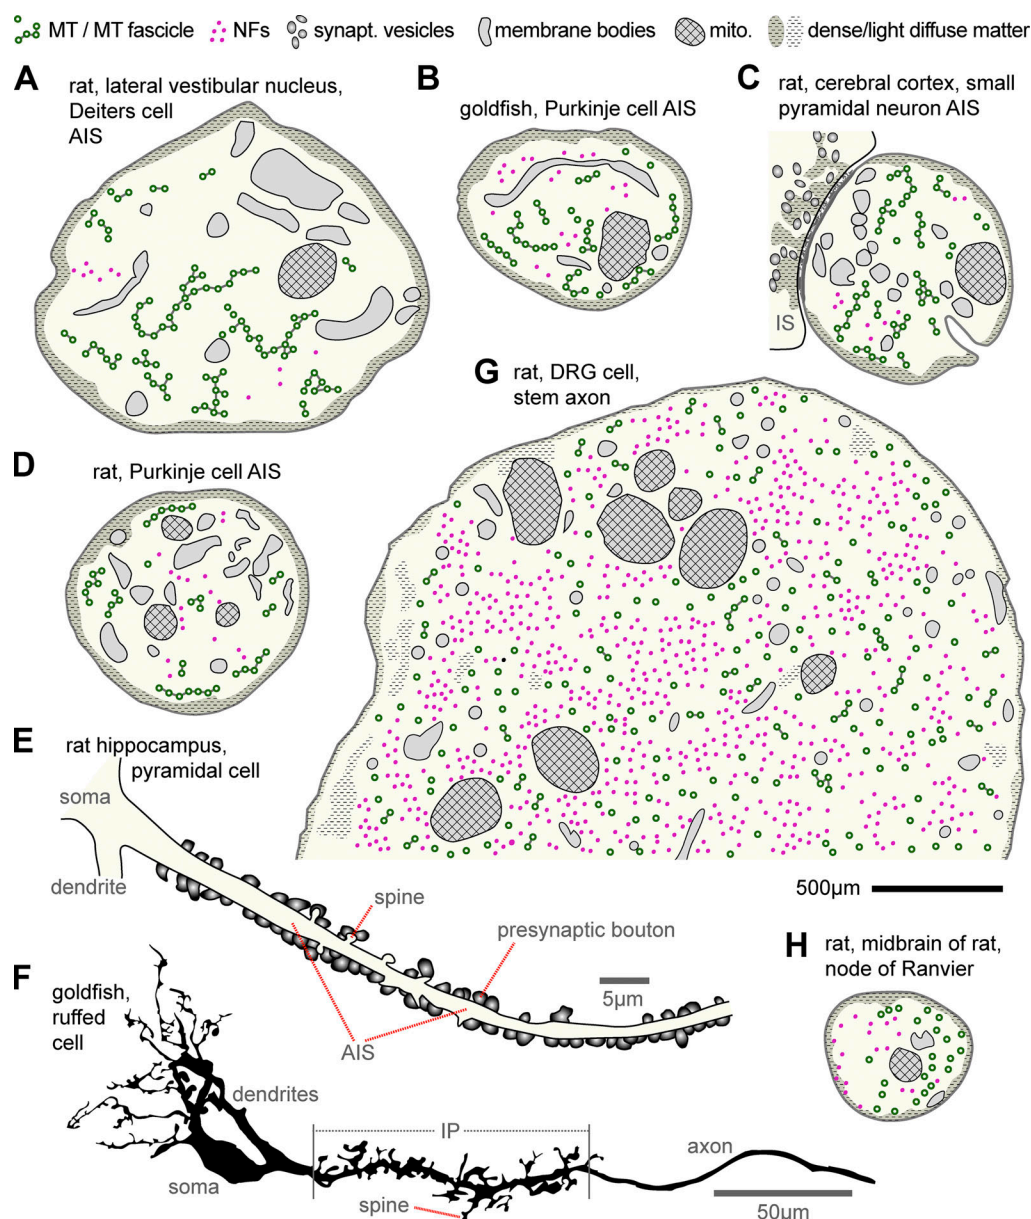 MT / MT fascicle NFs synapt. vesicles membrane bodies mito. dense/light diffuse matter
A
rat, lateral vestibular nucleus,
Deiters cell
AIS
B
goldfish, Purkinje cell AIS
C
rat, cerebral cortex, small
pyramidal neuron AIS
IS
D
rat, Purkinje cell AIS
G
rat, DRG cell,
stem axon
500µm
E
rat hippocampus,
pyramidal cell
soma
dendrite
spine
presynaptic bouton
5µm
AIS
F
goldfish,
ruffed
cell
dendrites
IP
soma
spine
axon
50µm
H
rat, midbrain of rat,
node of Ranvier